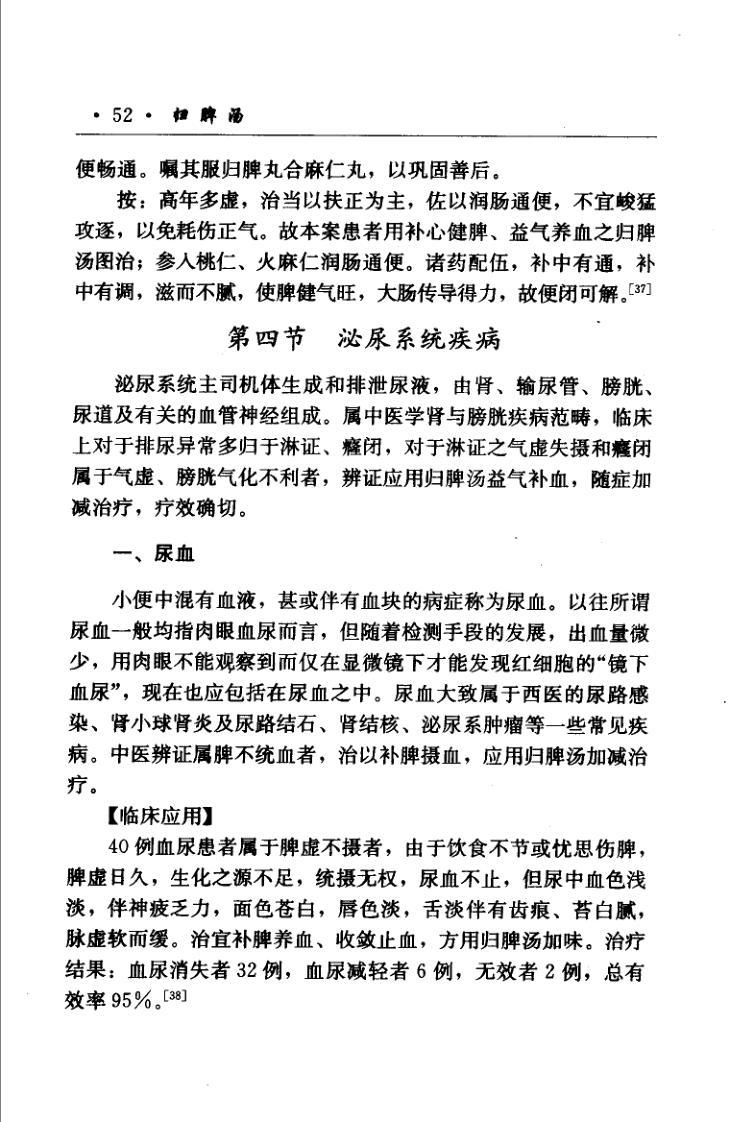 · 52 · 归脾汤
便畅通。嘱其服归脾丸合麻仁丸，以巩固善后。
按：高年多虚，治当以扶正为主，佐以润肠通便，不宜峻猛
攻逐，以免耗伤正气。故本案患者用补心健脾、益气养血之归脾
汤图治；参入桃仁、火麻仁润肠通便。诸药配伍，补中有通，补
中有调，滋而不腻，使脾健气旺，大肠传导得力，故便闭可解。[37]
第四节 泌尿系统疾病
泌尿系统主司机体生成和排泄尿液，由肾、输尿管、膀胱、
尿道及有关的血管神经组成。属中医学肾与膀胱疾病范畴，临床
上对于排尿异常多归于淋证、癃闭，对于淋证之气虚失摄和癃闭
属于气虚、膀胱气化不利者，辨证应用归脾汤益气补血，随症加
减治疗，疗效确切。
一、尿血
小便中混有血液，甚或伴有血块的病症称为尿血。以往所谓
尿血一般均指肉眼血尿而言，但随着检测手段的发展，出血量微
少，用肉眼不能观察到而仅在显微镜下才能发现红细胞的“镜下
血尿”，现在也应包括在尿血之中。尿血大致属于西医的尿路感
染、肾小球肾炎及尿路结石、肾结核、泌尿系肿瘤等一些常见疾
病。中医辨证属脾不统血者，治以补脾摄血，应用归脾汤加减治
疗。
【临床应用】
40 例血尿患者属于脾虚不摄者，由于饮食不节或忧思伤脾，
脾虚日久，生化之源不足，统摄无权，尿血不止，但尿中血色浅
淡，伴神疲乏力，面色苍白，唇色淡，舌淡伴有齿痕、苔白腻，
脉虚软而缓。治宜补脾养血、收敛止血，方用归脾汤加味。治疗
结果：血尿消失者 32 例，血尿减轻者 6 例，无效者 2 例，总有
效率 95%。[38]